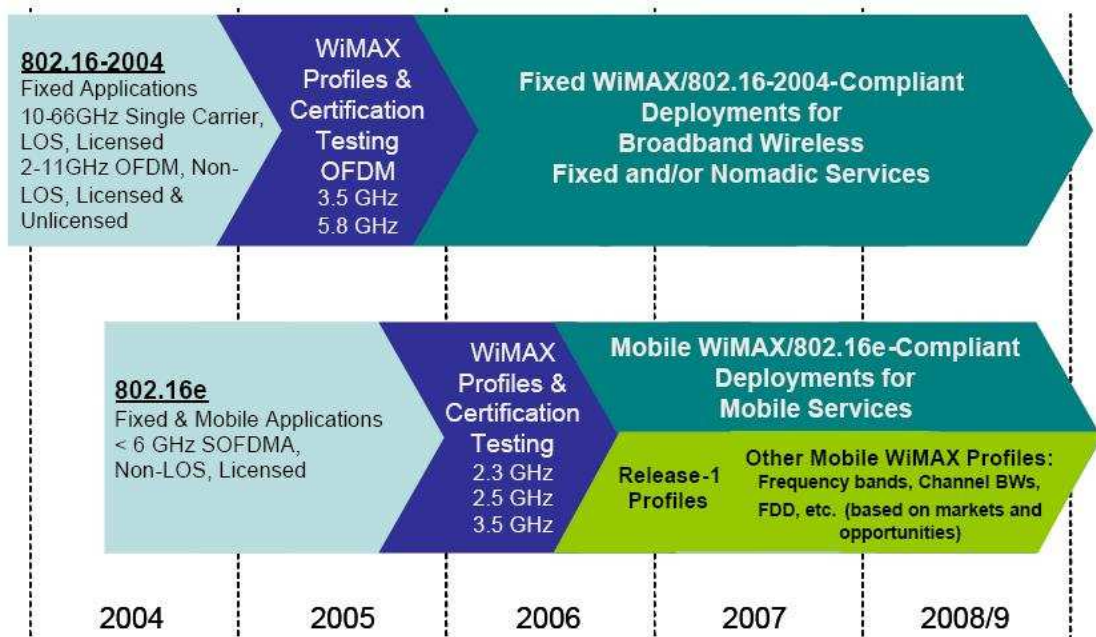 802.16-2004
Fixed Applications
10-66GHz Single Carrier,
LOS, Licensed
2-11GHz OFDM, Non-
LOS, Licensed &
Unlicensed
WiMAX
Profiles &
Certification
Testing
OFDM
3.5 GHz
5.8 GHz
Fixed WiMAX/802.16-2004-Compliant
Deployments for
Broadband Wireless
Fixed and/or Nomadic Services
802.16e
Fixed & Mobile Applications
< 6 GHz SOFDMA,
Non-LOS, Licensed
WiMAX
Profiles &
Certification
Testing
2.3 GHz
2.5 GHz
3.5 GHz
Mobile WiMAX/802.16e-Compliant
Deployments for
Mobile Services
Release-1
Profiles
Other Mobile WiMAX Profiles:
Frequency bands, Channel BWs,
FDD, etc. (based on markets and
opportunities)
2004 2005 2006 2007 2008/9